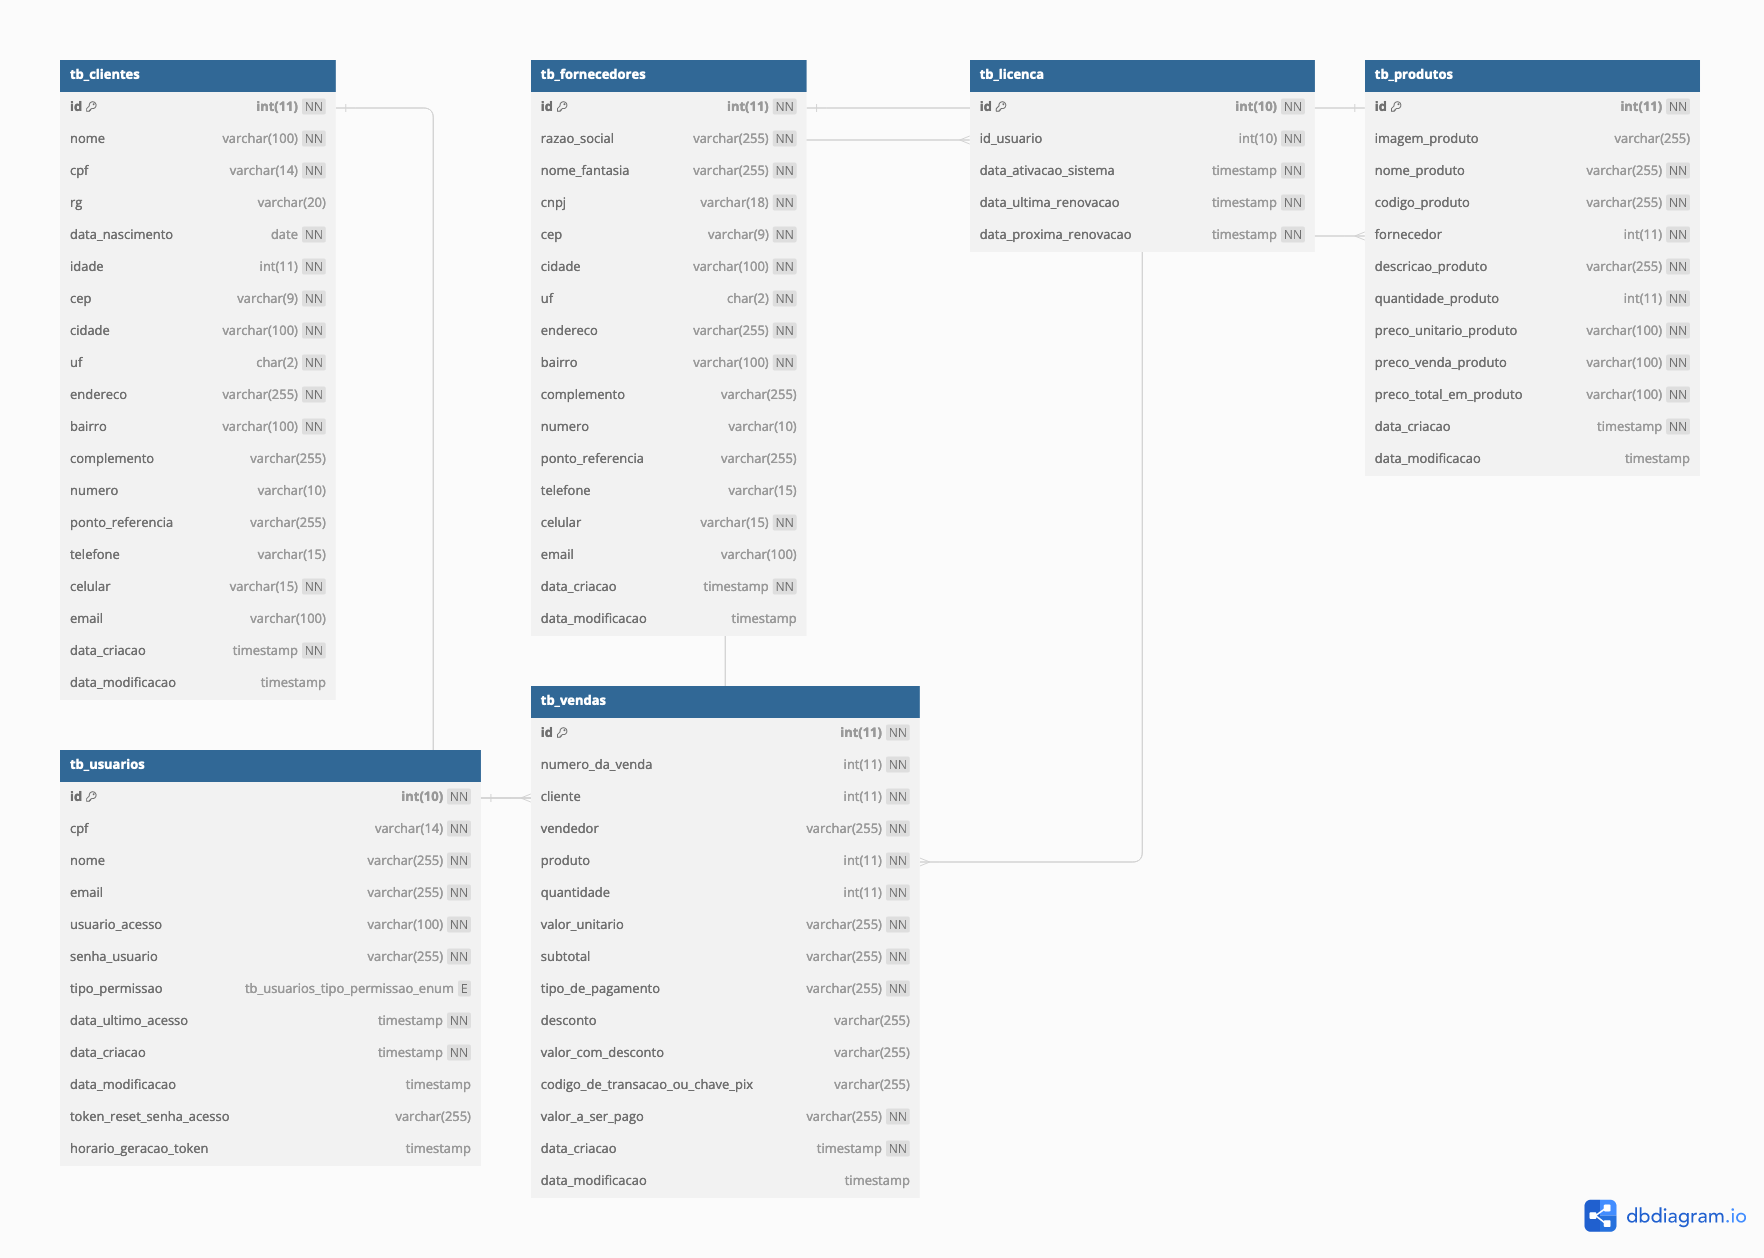 tb_clientes
id int(11) NN
nome varchar(100) NN
cpf varchar(14) NN
rg varchar(20)
data_nascimento date NN
idade int(11) NN
cep varchar(9) NN
cidade varchar(100) NN
uf char(2) NN
endereco varchar(255) NN
bairro varchar(100) NN
complemento varchar(255)
numero varchar(10)
ponto_referencia varchar(255)
telefone varchar(15)
celular varchar(15) NN
email varchar(100)
data_criacao timestamp NN
data_modificacao timestamp
tb_fornecedores
id int(11) NN
razao_social varchar(255) NN
nome_fantasia varchar(255) NN
cnpj varchar(18) NN
cep varchar(9) NN
cidade varchar(100) NN
uf char(2) NN
endereco varchar(255) NN
bairro varchar(100) NN
complemento varchar(255)
numero varchar(10)
ponto_referencia varchar(255)
telefone varchar(15)
celular varchar(15) NN
email varchar(100)
data_criacao timestamp NN
data_modificacao timestamp
tb_licenca
id int(10) NN
id_usuario int(10) NN
data_ativacao_sistema timestamp NN
data_ultima_renovacao timestamp NN
data_proxima_renovacao timestamp NN
tb_produtos
id int(11) NN
imagem_produto varchar(255)
nome_produto varchar(255) NN
codigo_produto varchar(255) NN
fornecedor int(11) NN
descricao_produto varchar(255) NN
quantidade_produto int(11) NN
preco_unitario_produto varchar(100) NN
preco_venda_produto varchar(100) NN
preco_total_em_produto varchar(100) NN
data_criacao timestamp NN
data_modificacao timestamp
tb_usuarios
id int(10) NN
cpf varchar(14) NN
nome varchar(255) NN
email varchar(255) NN
usuario_acesso varchar(100) NN
senha_usuario varchar(255) NN
tipo_permissao tb_usuarios_tipo_permissao_enum E
data_ultimo_acesso timestamp NN
data_criacao timestamp NN
data_modificacao timestamp
token_reset_senha_acesso varchar(255)
horario_geracao_token timestamp
tb_vendas
id int(11) NN
numero_da_venda int(11) NN
cliente int(11) NN
vendedor varchar(255) NN
produto int(11) NN
quantidade int(11) NN
valor_unitario varchar(255) NN
subtotal varchar(255) NN
tipo_de_pagamento varchar(255) NN
desconto varchar(255)
valor_com_desconto varchar(255)
codigo_de_transacao_ou_chave_pix varchar(255)
valor_a_ser_pago varchar(255) NN
data_criacao timestamp NN
data_modificacao timestamp
dbdiagram.io